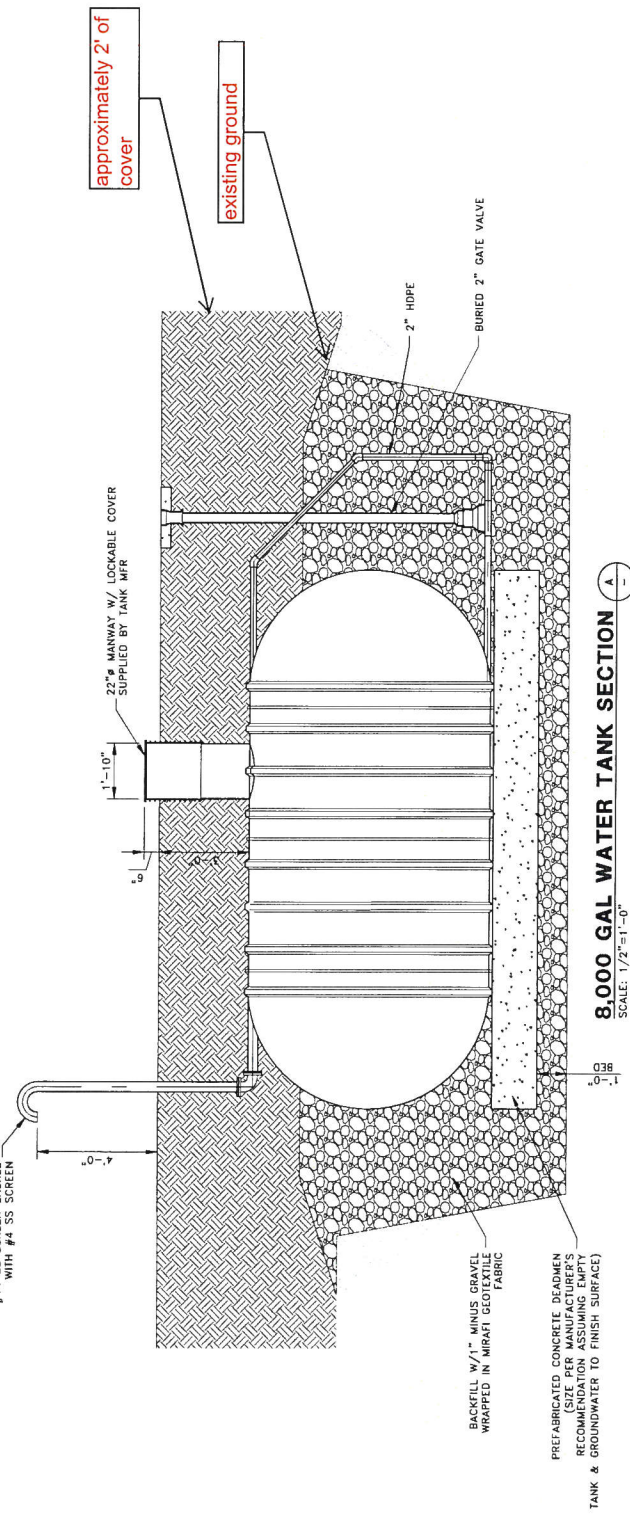 WITH #4 SS SCREEN
4'-0"
22"ø MANWAY W/ LOCKABLE COVER
SUPPLIED BY TANK MFR
1'-10"
6"
3'-0"
approximately 2' of
cover
existing ground
2" HDPE
BURIED 2" GATE VALVE
BACKFILL W/1" MINUS GRAVEL
WRAPPED IN MIRAFI GEOTEXTILE
FABRIC
PREFABRICATED CONCRETE DEADMEN
(SIZE PER MANUFACTURER'S
RECOMMENDATION ASSUMING EMPTY
TANK & GROUNDWATER TO FINISH SURFACE)
1'-0"
BED
8,000 GAL WATER TANK SECTION
A
-
SCALE: 1/2"=1'-0"